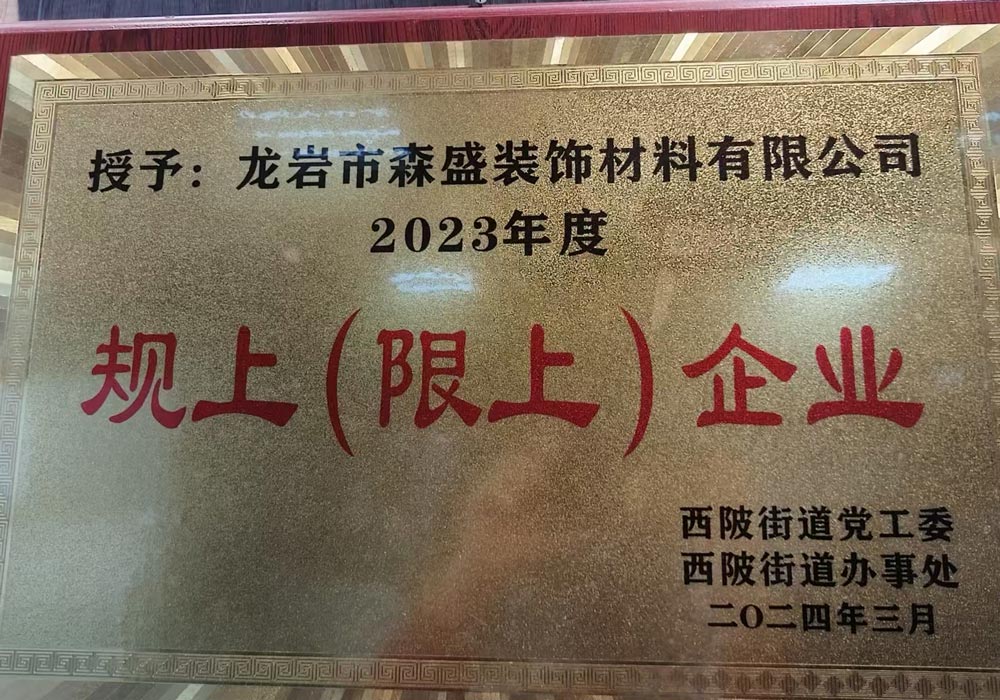 授予：龙岩市森盛装饰材料有限公司
2023年度
规上(限上)企业
西陂街道党工委
西陂街道办事处
二〇二四年三月